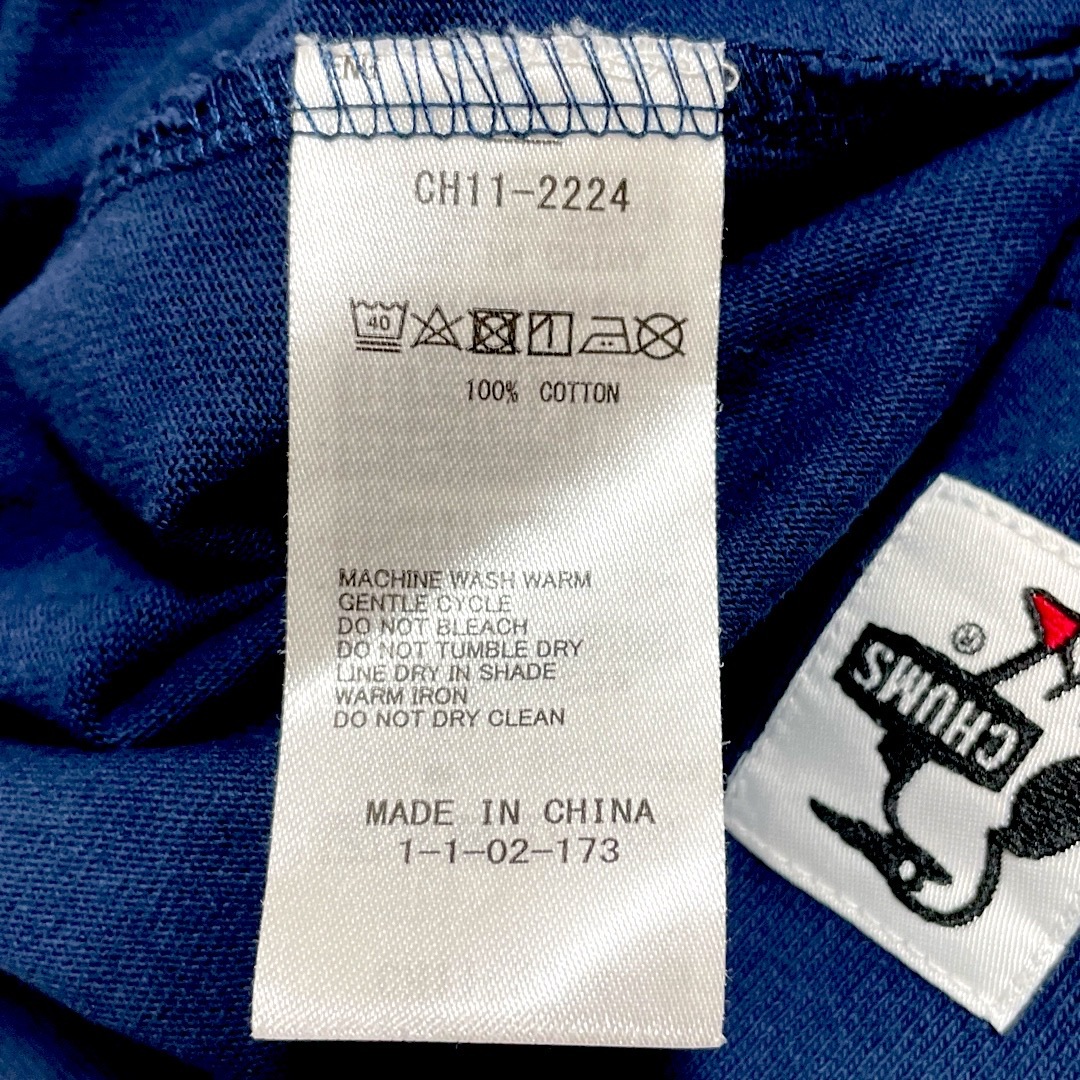 CH11-2224
40
100% COTTON
MACHINE WASH WARM
GENTLE CYCLE
DO NOT BLEACH
DO NOT TUMBLE DRY
LINE DRY IN SHADE
WARM IRON
DO NOT DRY CLEAN
MADE IN CHINA
1-1-02-173
CHUMS
®